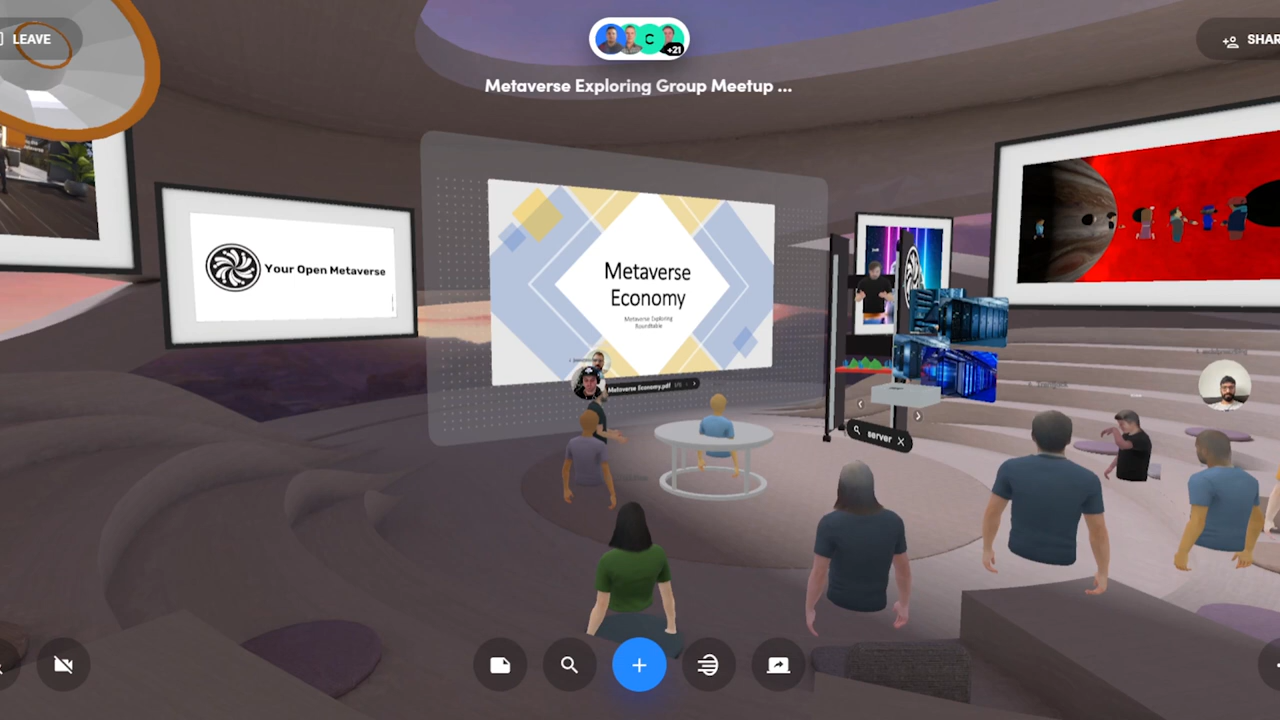 LEAVE
C
+21
SHAR
Metaverse Exploring Group Meetup ...
Your Open Metaverse
Metaverse
Economy
Metaverse Exploring
Roundtable
Metaverse Economy.pdf
server